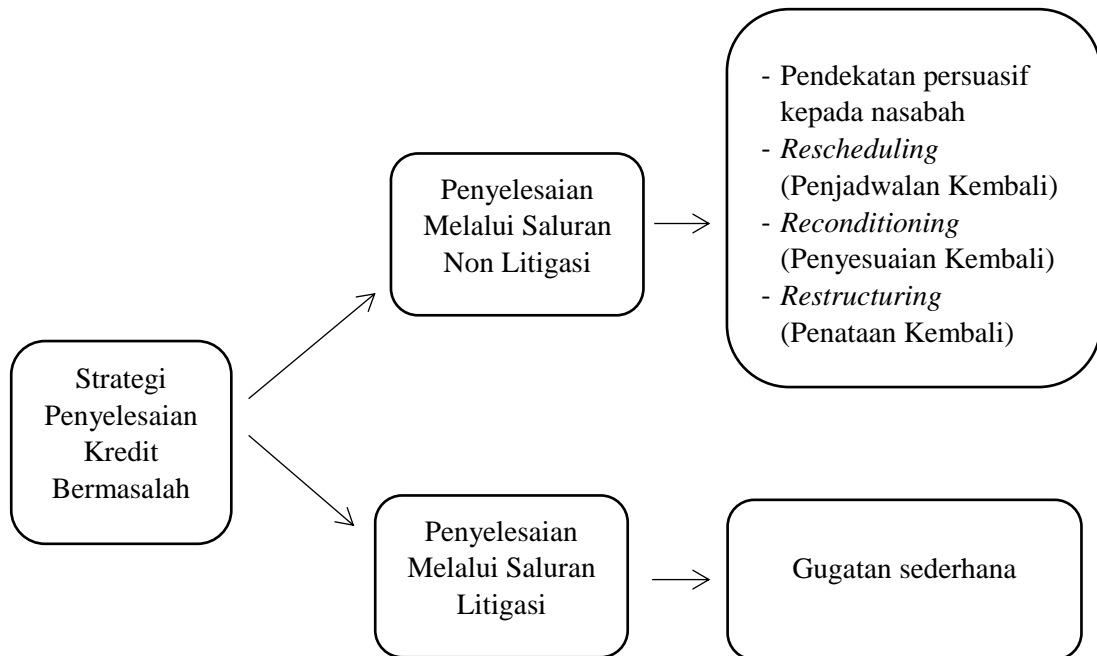 Strategi
Penyelesaian
Kredit
Bermasalah
Penyelesaian
Melalui Saluran
Non Litigasi
- Pendekatan persuasif
kepada nasabah
- Rescheduling
(Penjadwalan Kembali)
- Reconditioning
(Penyesuaian Kembali)
- Restructuring
(Penataan Kembali)
Penyelesaian
Melalui Saluran
Litigasi
Gugatan sederhana